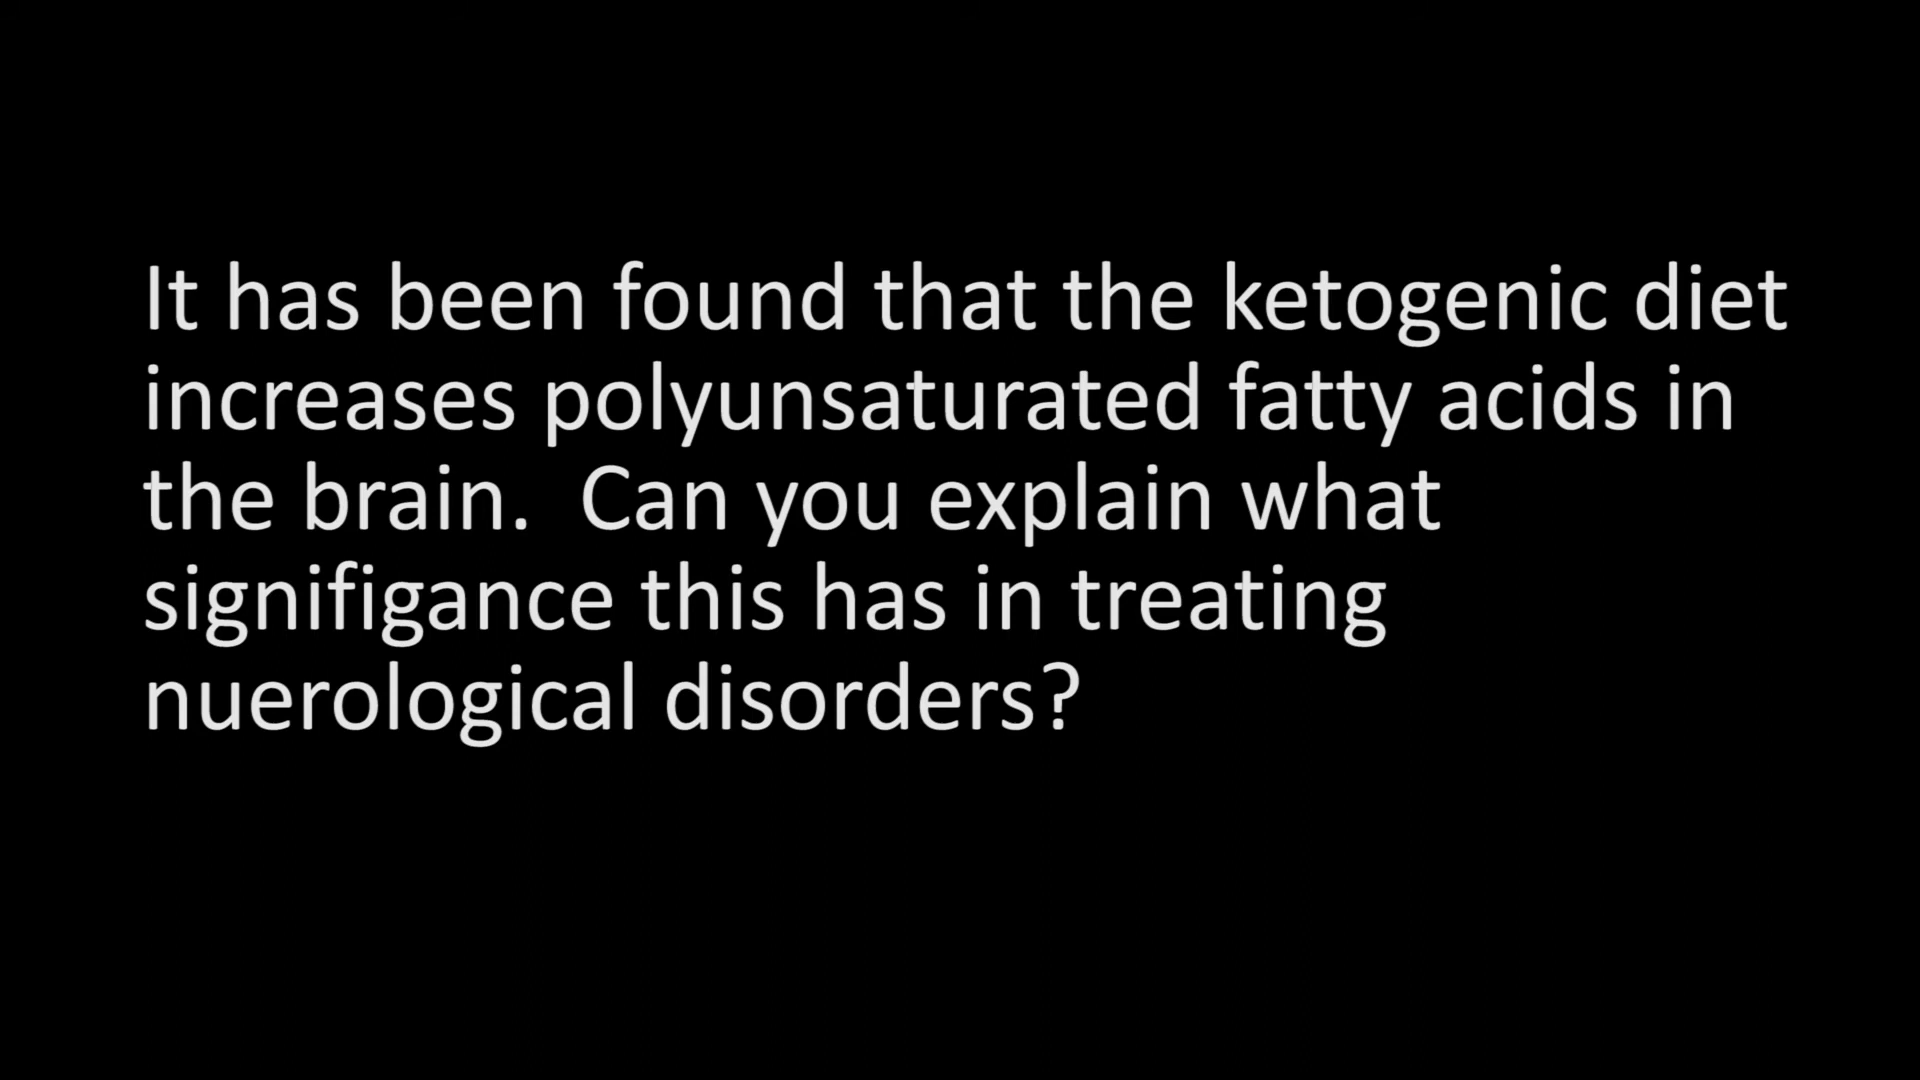 It has been found that the ketogenic diet
increases polyunsaturated fatty acids in
the brain.  Can you explain what
signifigance this has in treating
nuerological disorders?